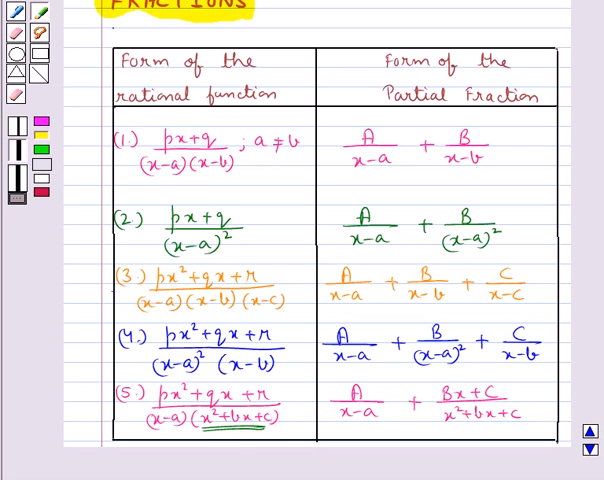 FRACTIONS
Form of the rational function | Form of the Partial Fraction
(1.) px+q / (x-a)(x-b) ; a ≠ b | A / x-a + B / x-b
(2.) px+q / (x-a)² | A / x-a + B / (x-a)²
(3.) px²+qx+r / (x-a)(x-b)(x-c) | A / x-a + B / x-b + C / x-c
(4.) px²+qx+r / (x-a)²(x-b) | A / x-a + B / (x-a)² + C / x-b
(5.) px²+qx+r / (x-a)(x²+bx+c) | A / x-a + Bx+C / x²+bx+c